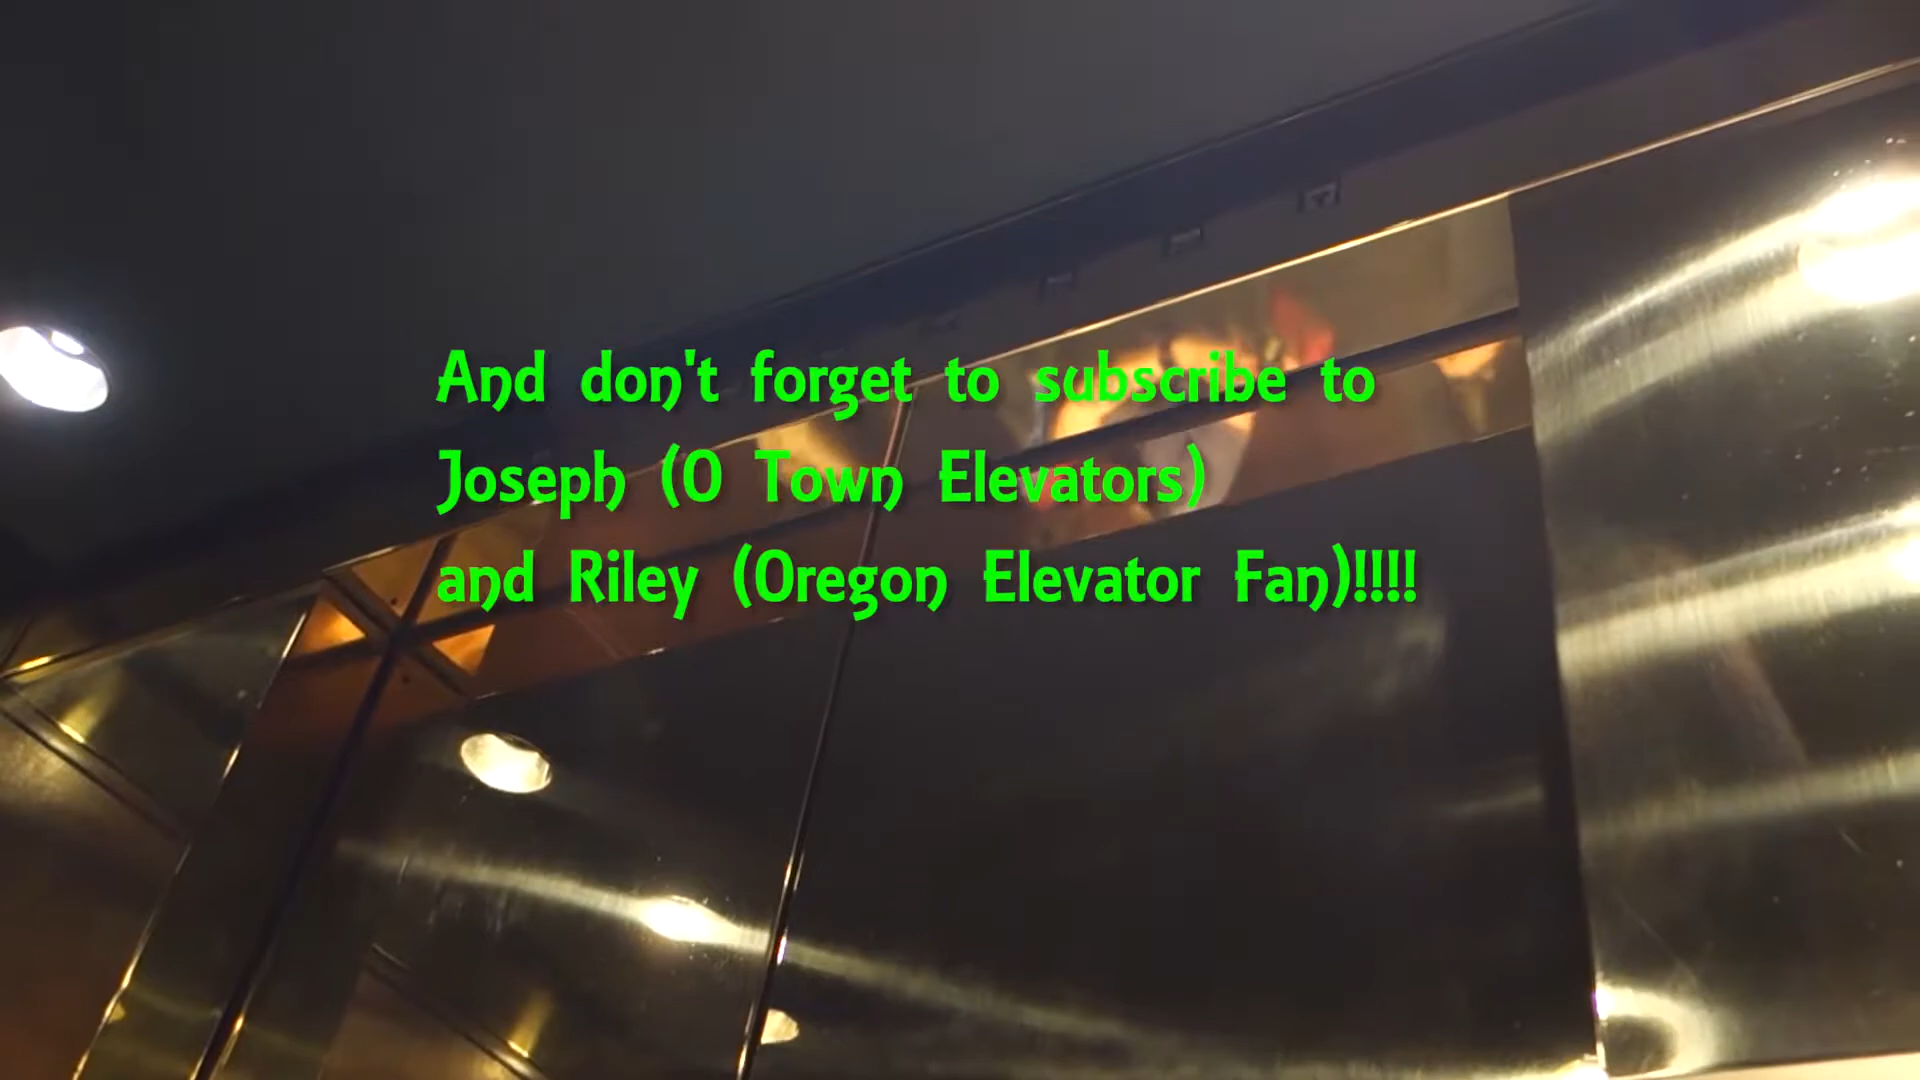 And don't forget to subscribe to
Joseph (O Town Elevators)
and Riley (Oregon Elevator Fan)!!!!